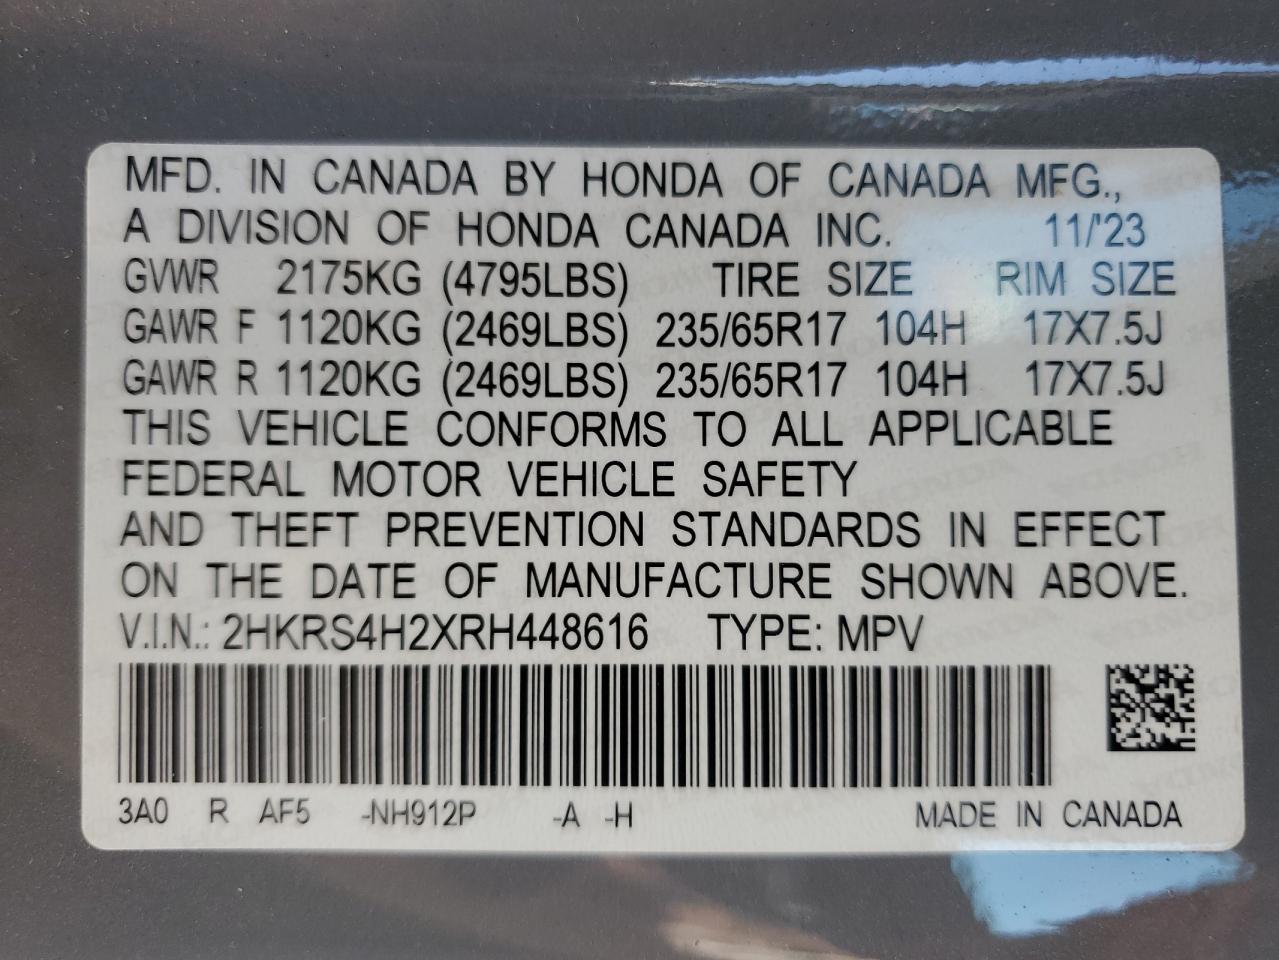 MFD. IN CANADA BY HONDA OF CANADA MFG.,
A DIVISION OF HONDA CANADA INC. 11/'23
GVWR 2175KG (4795LBS) TIRE SIZE RIM SIZE
GAWR F 1120KG (2469LBS) 235/65R17 104H 17X7.5J
GAWR R 1120KG (2469LBS) 235/65R17 104H 17X7.5J
THIS VEHICLE CONFORMS TO ALL APPLICABLE
FEDERAL MOTOR VEHICLE SAFETY
AND THEFT PREVENTION STANDARDS IN EFFECT
ON THE DATE OF MANUFACTURE SHOWN ABOVE.
V.I.N.: 2HKRS4H2XRH448616 TYPE: MPV
3A0 R AF5 -NH912P -A -H MADE IN CANADA